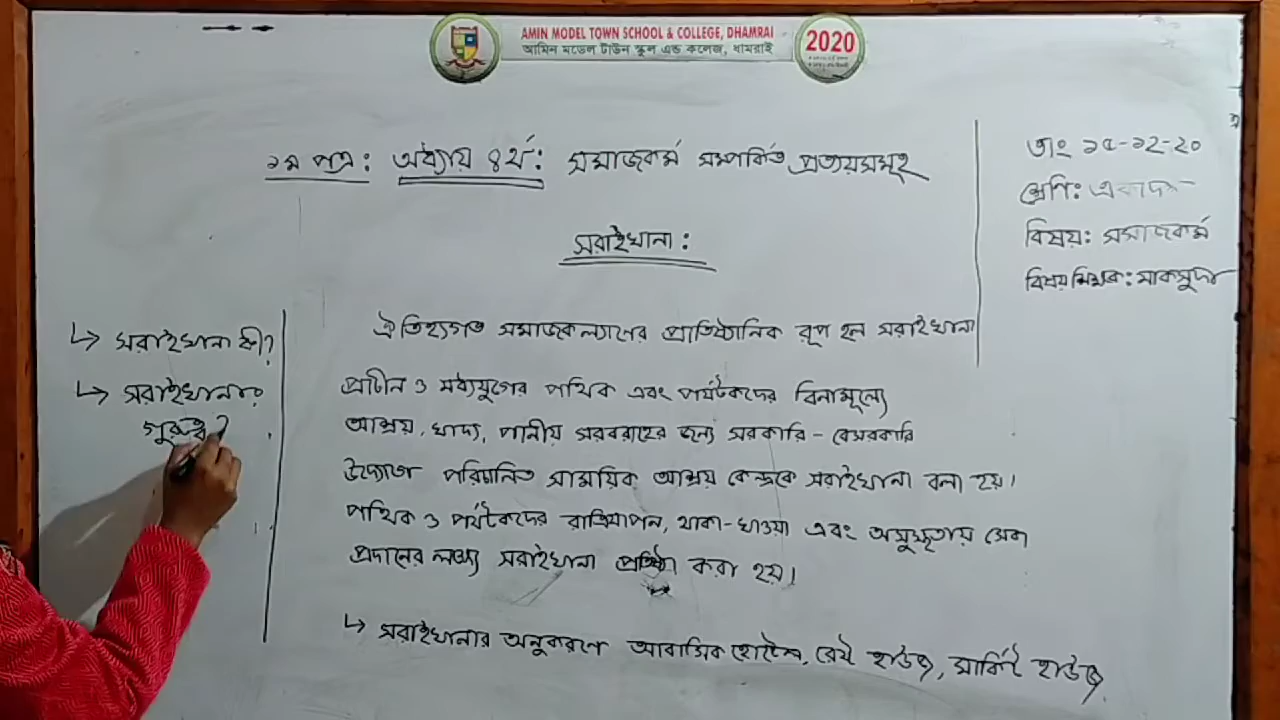 AMIN MODEL TOWN SCHOOL & COLLEGE, DHAMRAI
আমিন মডেল টাউন স্কুল এন্ড কলেজ, ধামরাই
2020
১ম পত্র: অধ্যায় ৪র্থ: সমাজকর্ম সম্পর্কিত প্রত্যয়সমূহ
তাং ১৫-১২-২০
শ্রেণি: একাদশ
বিষয়: সমাজকর্ম
বিষয় শিক্ষক: মাকসুদা
সরাইখানা:
↳ সরাইখানা কী?
↳ সরাইখানার
গুরুত্ব?
ঐতিহ্যগত সমাজকল্যাণের প্রাতিষ্ঠানিক রূপ হল সরাইখানা
প্রাচীন ও মধ্যযুগের পথিক এবং পর্যটকদের বিনামূল্যে
আশ্রয়, খাদ্য, পানীয় সরবরাহের জন্য সরকারি - বেসরকারি
উদ্যোগে পরিচালিত সাময়িক আশ্রয় কেন্দ্রকে সরাইখানা বলা হয়।
পথিক ও পর্যটকদের রাত্রিযাপন, থাকা-খাওয়া এবং অসুস্থতায় সেবা
প্রদানের লক্ষ্যে সরাইখানা প্রতিষ্ঠা করা হয়।
↳ সরাইখানার অনুকরণে আবাসিক হোটেল, রেস্ট হাউজ, সার্কিট হাউজ